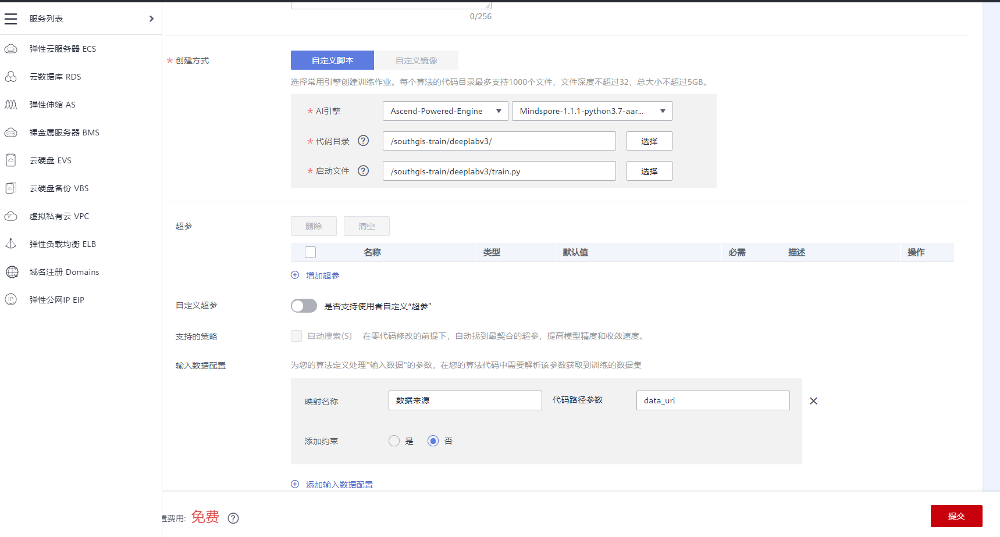 服务列表
弹性云服务器 ECS
云数据库 RDS
弹性伸缩 AS
裸金属服务器 BMS
云硬盘 EVS
云硬盘备份 VBS
虚拟私有云 VPC
弹性负载均衡 ELB
域名注册 Domains
弹性公网IP EIP
0/256
* 创建方式 自定义脚本 自定义镜像
选择常用引擎创建训练作业。每个算法的代码目录最多支持1000个文件，文件深度不超过32，总大小不超过5GB。
* AI引擎 Ascend-Powered-Engine Mindspore-1.1.1-python3.7-aar...
* 代码目录 ? /southgis-train/deeplabv3/ 选择
* 启动文件 ? /southgis-train/deeplabv3/train.py 选择
超参 删除 清空
名称 类型 默认值 必需 描述 操作
增加超参
自定义超参 是否支持使用者自定义“超参”
支持的策略 自动搜索(S) 在零代码修改的前提下，自动找到最契合的超参，提高模型精度和收敛速度。
输入数据配置 为您的算法定义处理"输入数据"的参数，在您的算法代码中需要解析该参数获取到训练的数据集
映射名称 数据来源 代码路径参数 data_url
添加约束 是 否
添加输入数据配置
置费用: 免费 ? 提交